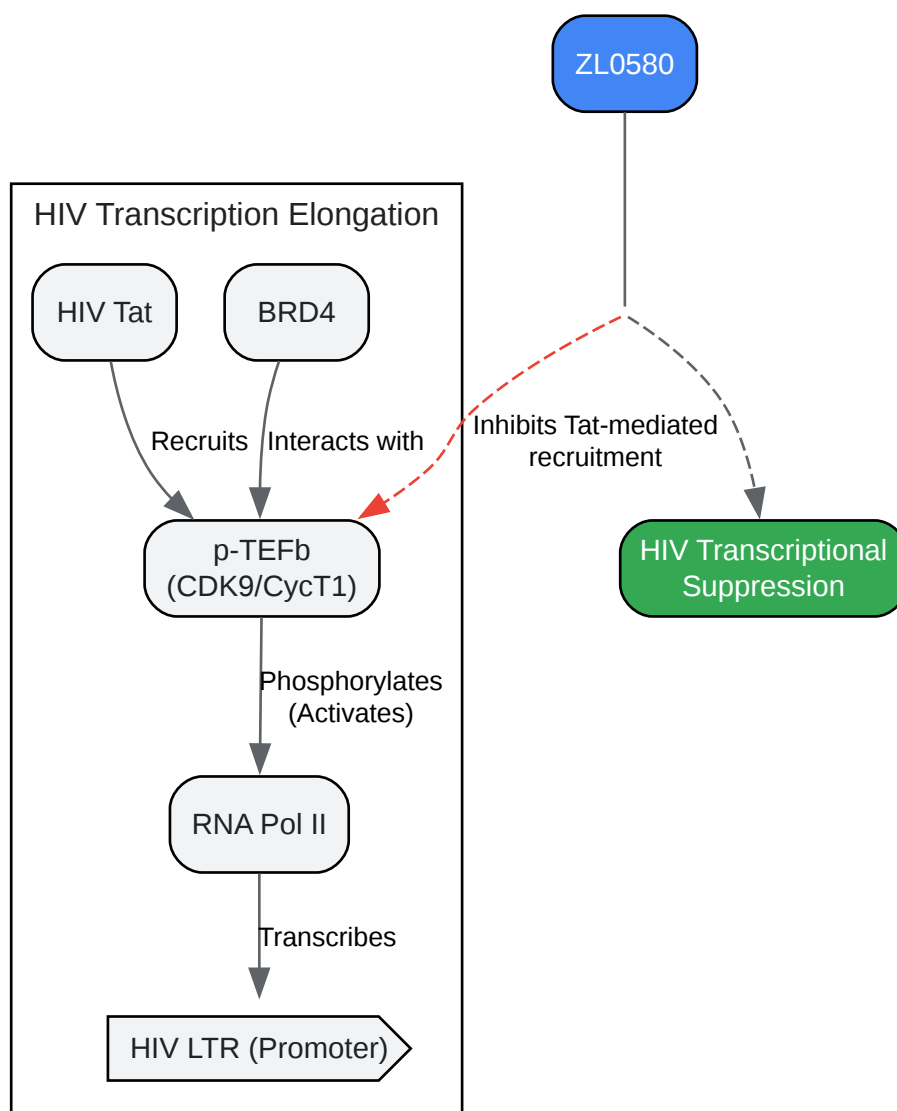 ZL0580
HIV Transcription Elongation
HIV Tat
BRD4
Recruits
Interacts with
Inhibits Tat-mediated
recruitment
p-TEFb
(CDK9/CycT1)
HIV Transcriptional
Suppression
Phosphorylates
(Activates)
RNA Pol II
Transcribes
HIV LTR (Promoter)